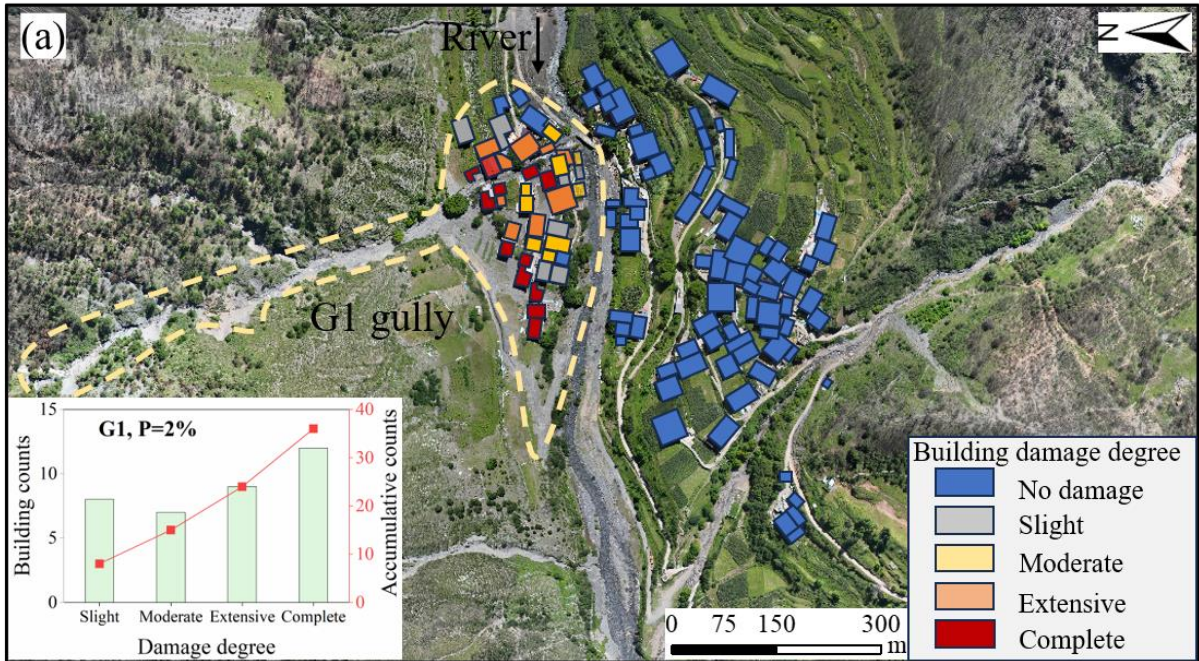 (a)
River
N
G1 gully
G1, P=2%
Building counts
15
10
5
0
Accumulative counts
40
30
20
10
0
Slight Moderate Extensive Complete
Damage degree
Building damage degree
No damage
Slight
Moderate
Extensive
Complete
0 75 150 300
m